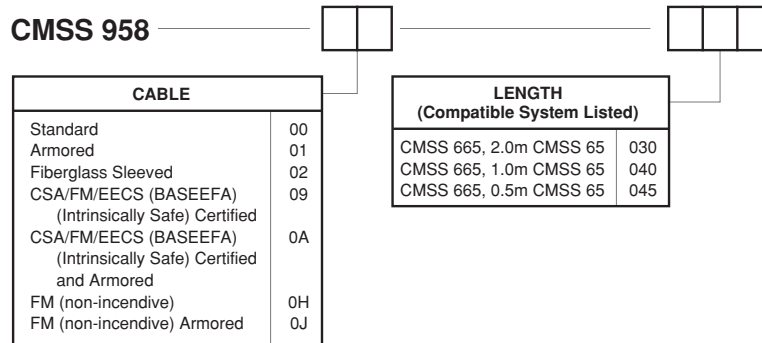 CMSS 958
CABLE
Standard 00
Armored 01
Fiberglass Sleeved 02
CSA/FM/EECS (BASEEFA) 09
(Intrinsically Safe) Certified
CSA/FM/EECS (BASEEFA) 0A
(Intrinsically Safe) Certified
and Armored
FM (non-incendive) 0H
FM (non-incendive) Armored 0J
LENGTH
(Compatible System Listed)
CMSS 665, 2.0m CMSS 65 030
CMSS 665, 1.0m CMSS 65 040
CMSS 665, 0.5m CMSS 65 045